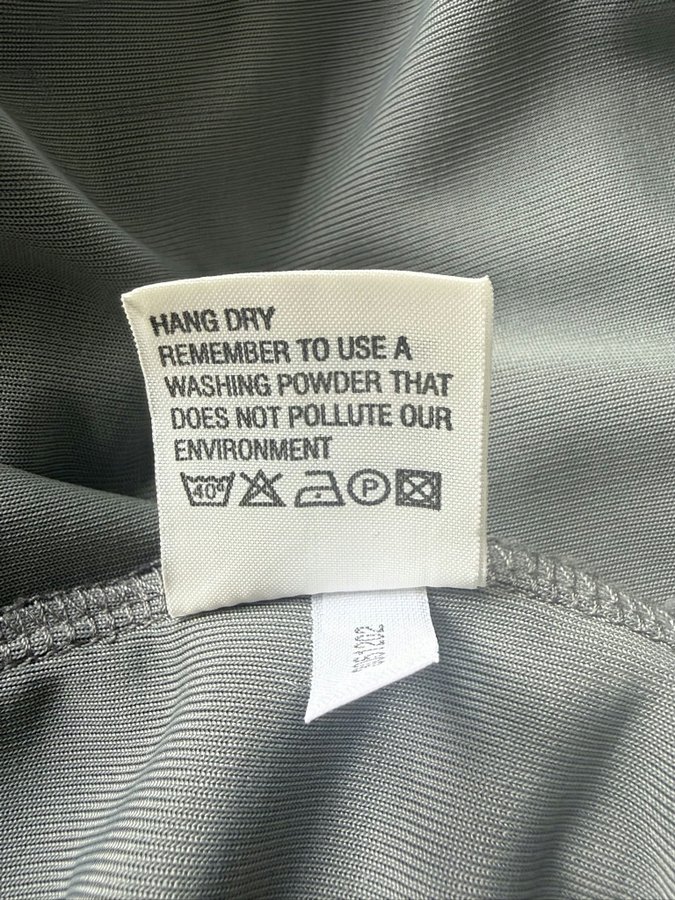 HANG DRY
REMEMBER TO USE A
WASHING POWDER THAT
DOES NOT POLLUTE OUR
ENVIRONMENT
40° P